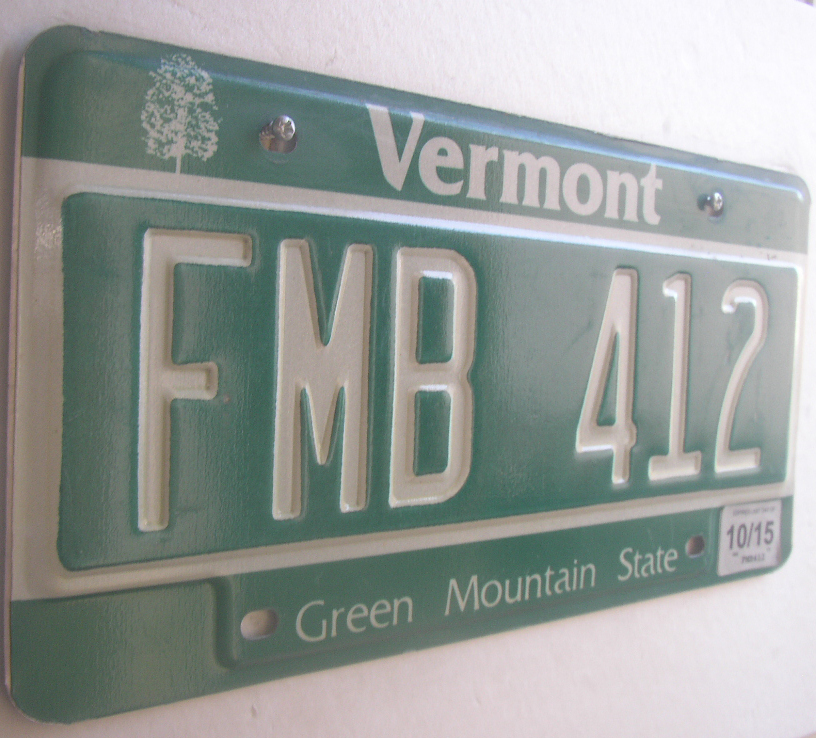 Vermont
FMB 412
10/15
Green Mountain State